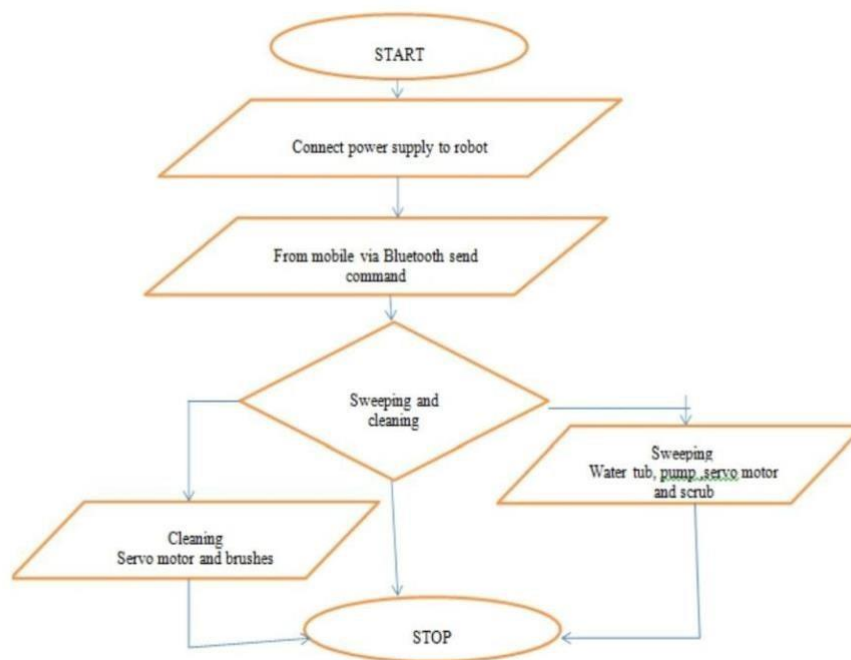 START
Connect power supply to robot
From mobile via Bluetooth send
command
Sweeping and
cleaning
Sweeping
Water tub, pump ,servo motor
and scrub
Cleaning
Servo motor and brushes
STOP